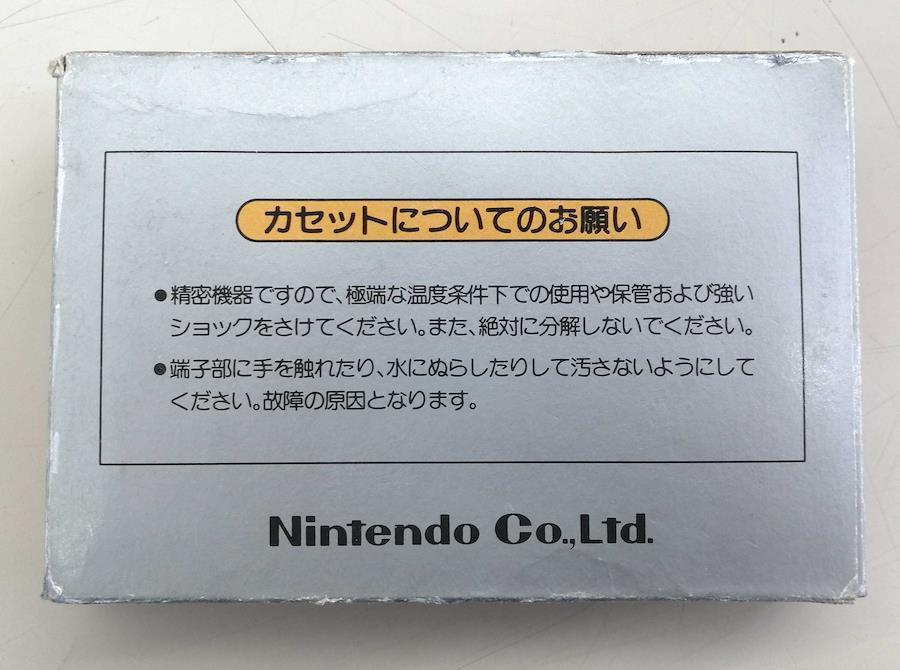 カセットについてのお願い
●精密機器ですので、極端な温度条件下での使用や保管および強い
ショックをさけてください。また、絶対に分解しないでください。
●端子部に手を触れたり、水にぬらしたりして汚さないようにして
ください。故障の原因となります。
Nintendo Co.,Ltd.